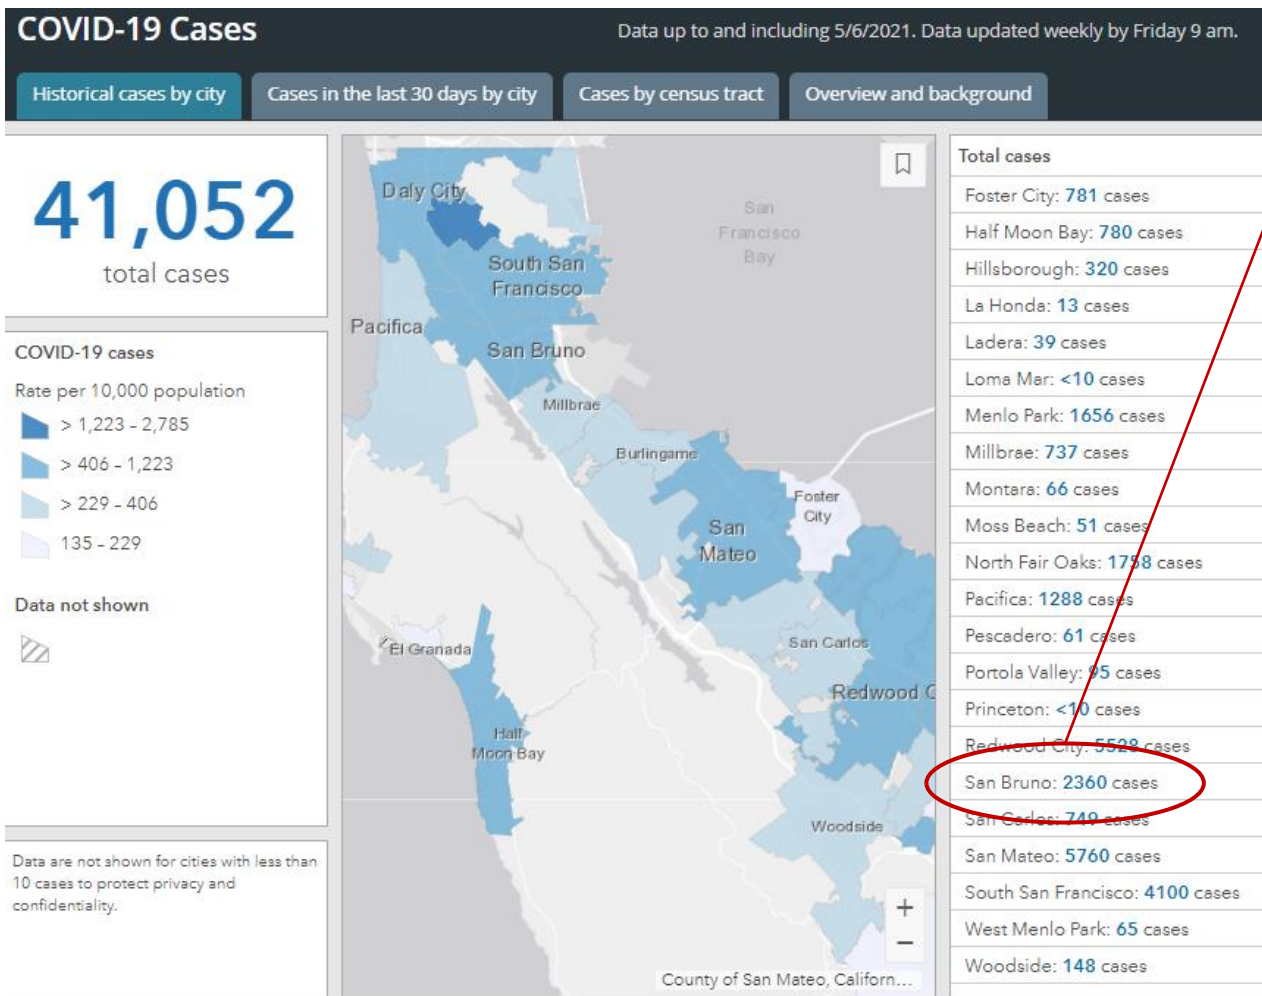 COVID-19 Cases
Data up to and including 5/6/2021. Data updated weekly by Friday 9 am.
Historical cases by city
Cases in the last 30 days by city
Cases by census tract
Overview and background
41,052
total cases
COVID-19 cases
Rate per 10,000 population
> 1,223 - 2,785
> 406 - 1,223
> 229 - 406
135 - 229
Data not shown
Data are not shown for cities with less than
10 cases to protect privacy and
confidentiality.
Daly City
San
Francisco
Bay
South San
Francisco
Pacifica
San Bruno
Millbrae
Burlingame
Foster
City
San
Mateo
El Granada
San Carlos
Redwood C
Half
Moon Bay
Woodside
+
−
County of San Mateo, Californ...
Total cases
Foster City: 781 cases
Half Moon Bay: 780 cases
Hillsborough: 320 cases
La Honda: 13 cases
Ladera: 39 cases
Loma Mar: <10 cases
Menlo Park: 1656 cases
Millbrae: 737 cases
Montara: 66 cases
Moss Beach: 51 cases
North Fair Oaks: 1758 cases
Pacifica: 1288 cases
Pescadero: 61 cases
Portola Valley: 95 cases
Princeton: <10 cases
Redwood City: 5528 cases
San Bruno: 2360 cases
San Carlos: 749 cases
San Mateo: 5760 cases
South San Francisco: 4100 cases
West Menlo Park: 65 cases
Woodside: 148 cases